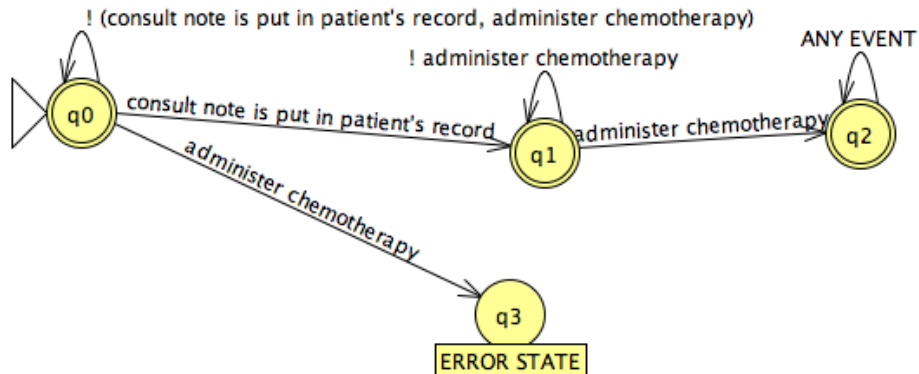 ! (consult note is put in patient's record, administer chemotherapy)
! administer chemotherapy
ANY EVENT
q0
consult note is put in patient's record
q1
administer chemotherapy
q2
administer chemotherapy
q3
ERROR STATE